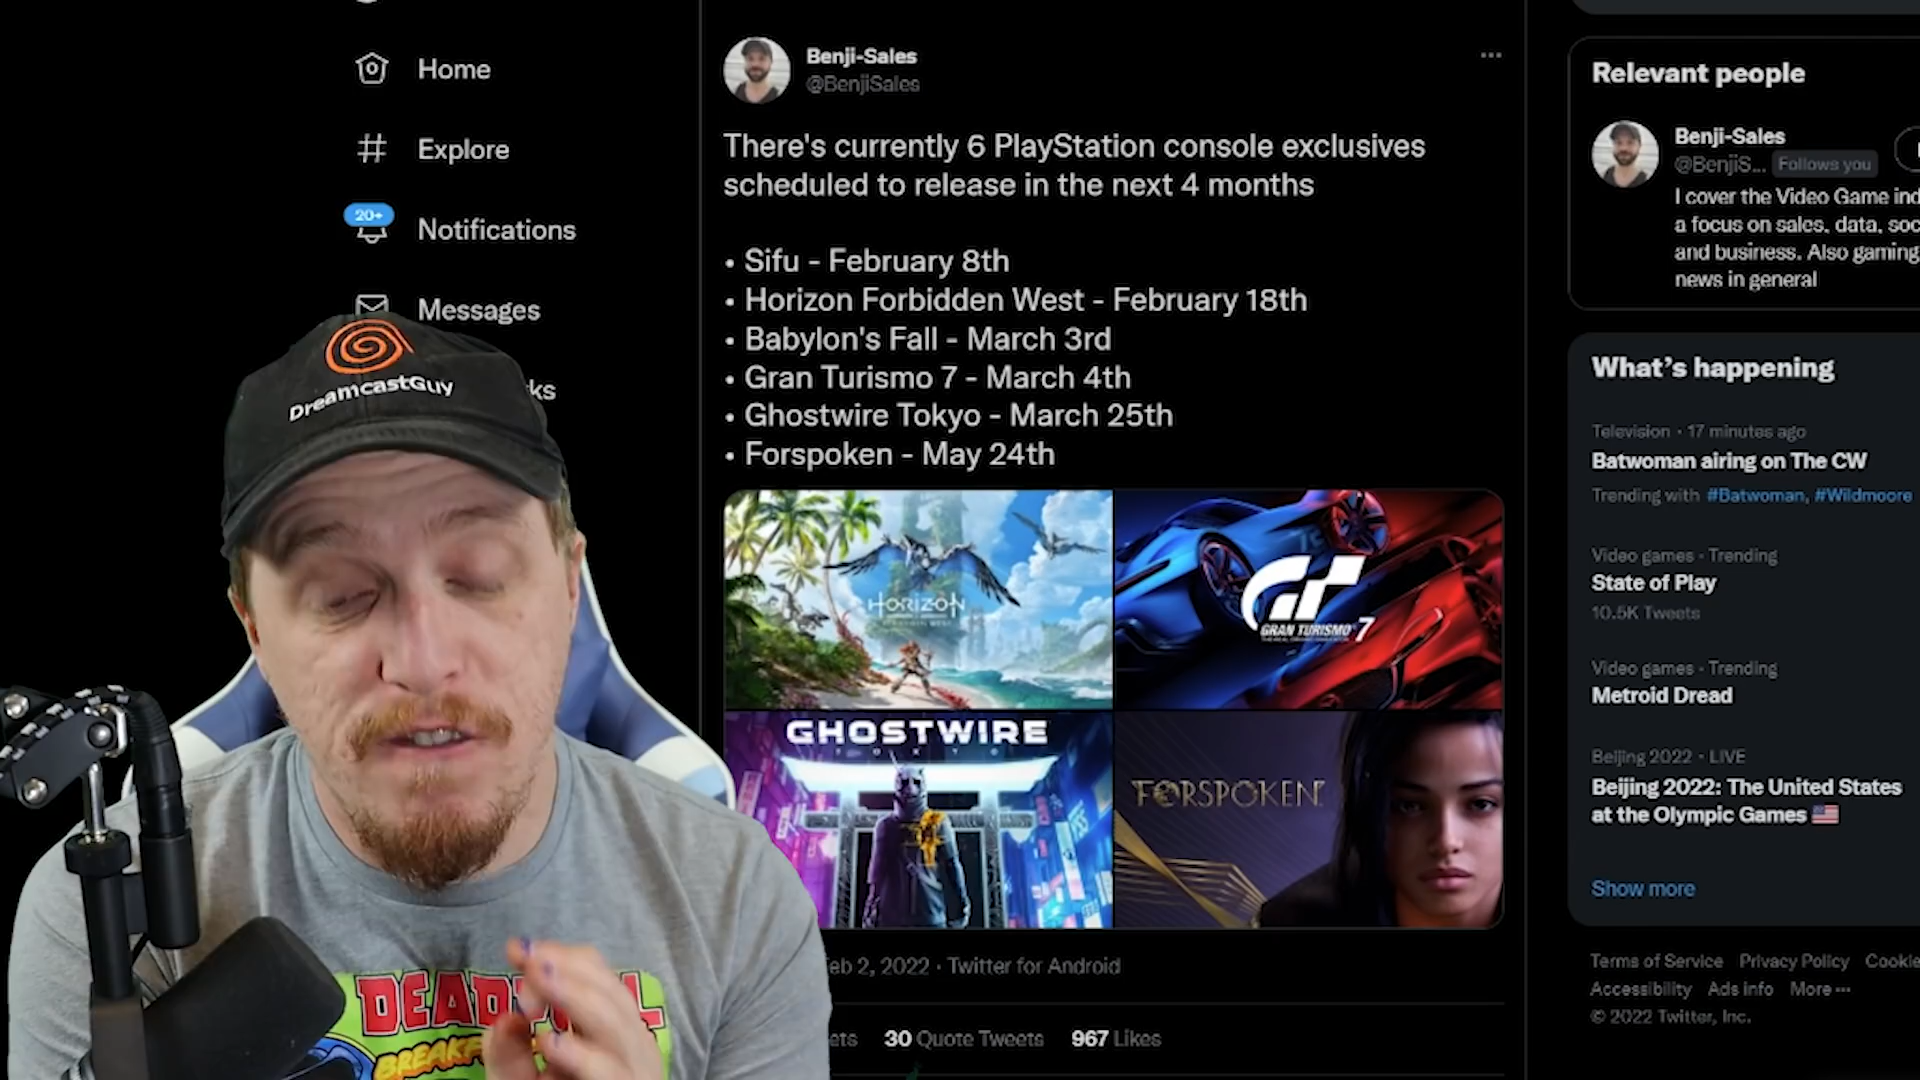 Home
Explore
20+
Notifications
Messages
ks
DreamcastGuy
Benji-Sales
@BenjiSales
There's currently 6 PlayStation console exclusives
scheduled to release in the next 4 months
• Sifu - February 8th
• Horizon Forbidden West - February 18th
• Babylon's Fall - March 3rd
• Gran Turismo 7 - March 4th
• Ghostwire Tokyo - March 25th
• Forspoken - May 24th
HORIZON
FORBIDDEN WEST
GT
GRAN TURISMO 7
GHOSTWIRE
TOKYO
FORSPOKEN
eb 2, 2022 · Twitter for Android
ets 30 Quote Tweets 967 Likes
DEADPOOL
BREAKF
Relevant people
Benji-Sales
@BenjiS... Follows you
I cover the Video Game ind
a focus on sales, data, soc
and business. Also gaming
news in general
What's happening
Television · 17 minutes ago
Batwoman airing on The CW
Trending with #Batwoman, #Wildmoore
Video games · Trending
State of Play
10.5K Tweets
Video games · Trending
Metroid Dread
Beijing 2022 · LIVE
Beijing 2022: The United States
at the Olympic Games
Show more
Terms of Service Privacy Policy Cookie
Accessibility Ads info More ···
© 2022 Twitter, Inc.